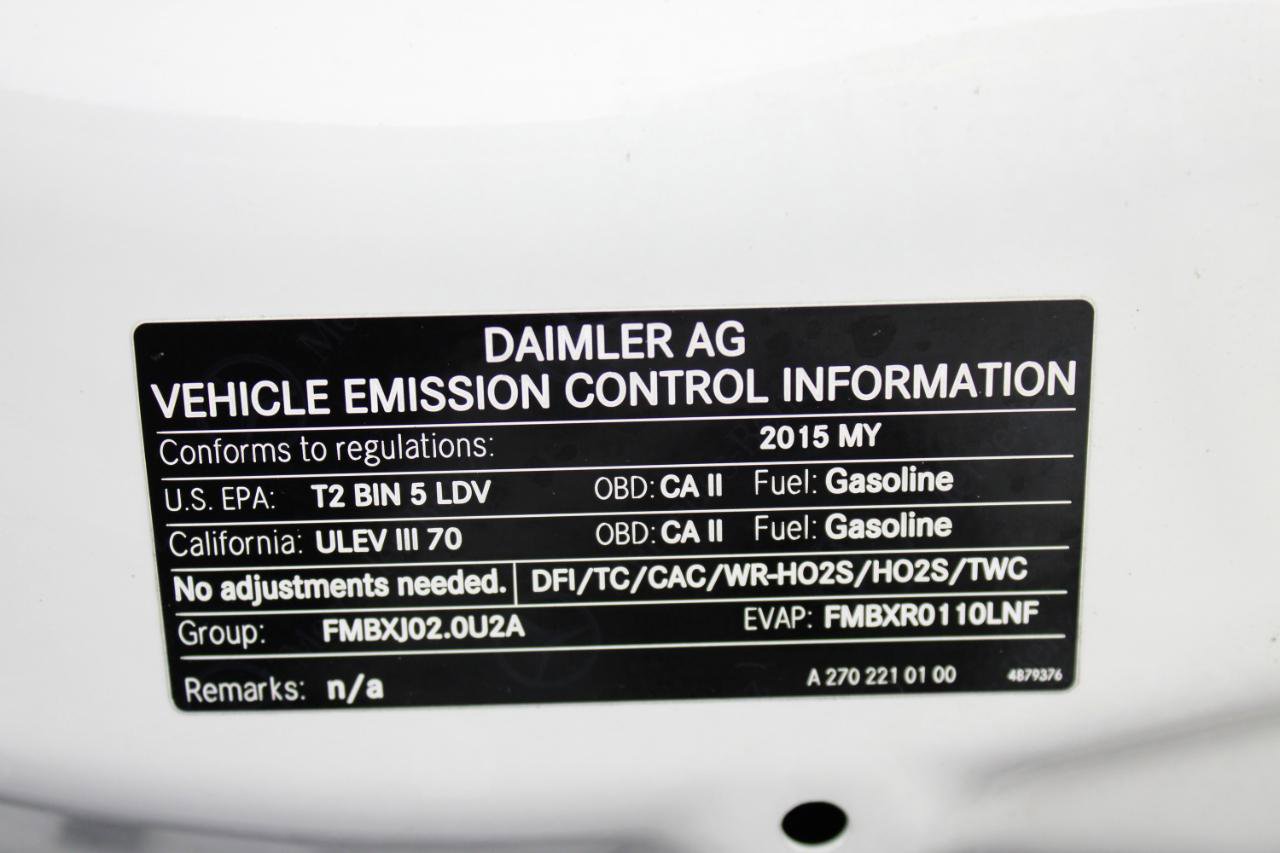 DAIMLER AG
VEHICLE EMISSION CONTROL INFORMATION
Conforms to regulations: 2015 MY
U.S. EPA: T2 BIN 5 LDV OBD: CA II Fuel: Gasoline
California: ULEV III 70 OBD: CA II Fuel: Gasoline
No adjustments needed. DFI/TC/CAC/WR-HO2S/HO2S/TWC
Group: FMBXJ02.0U2A EVAP: FMBXR0110LNF
Remarks: n/a A 270 221 01 00 4879376